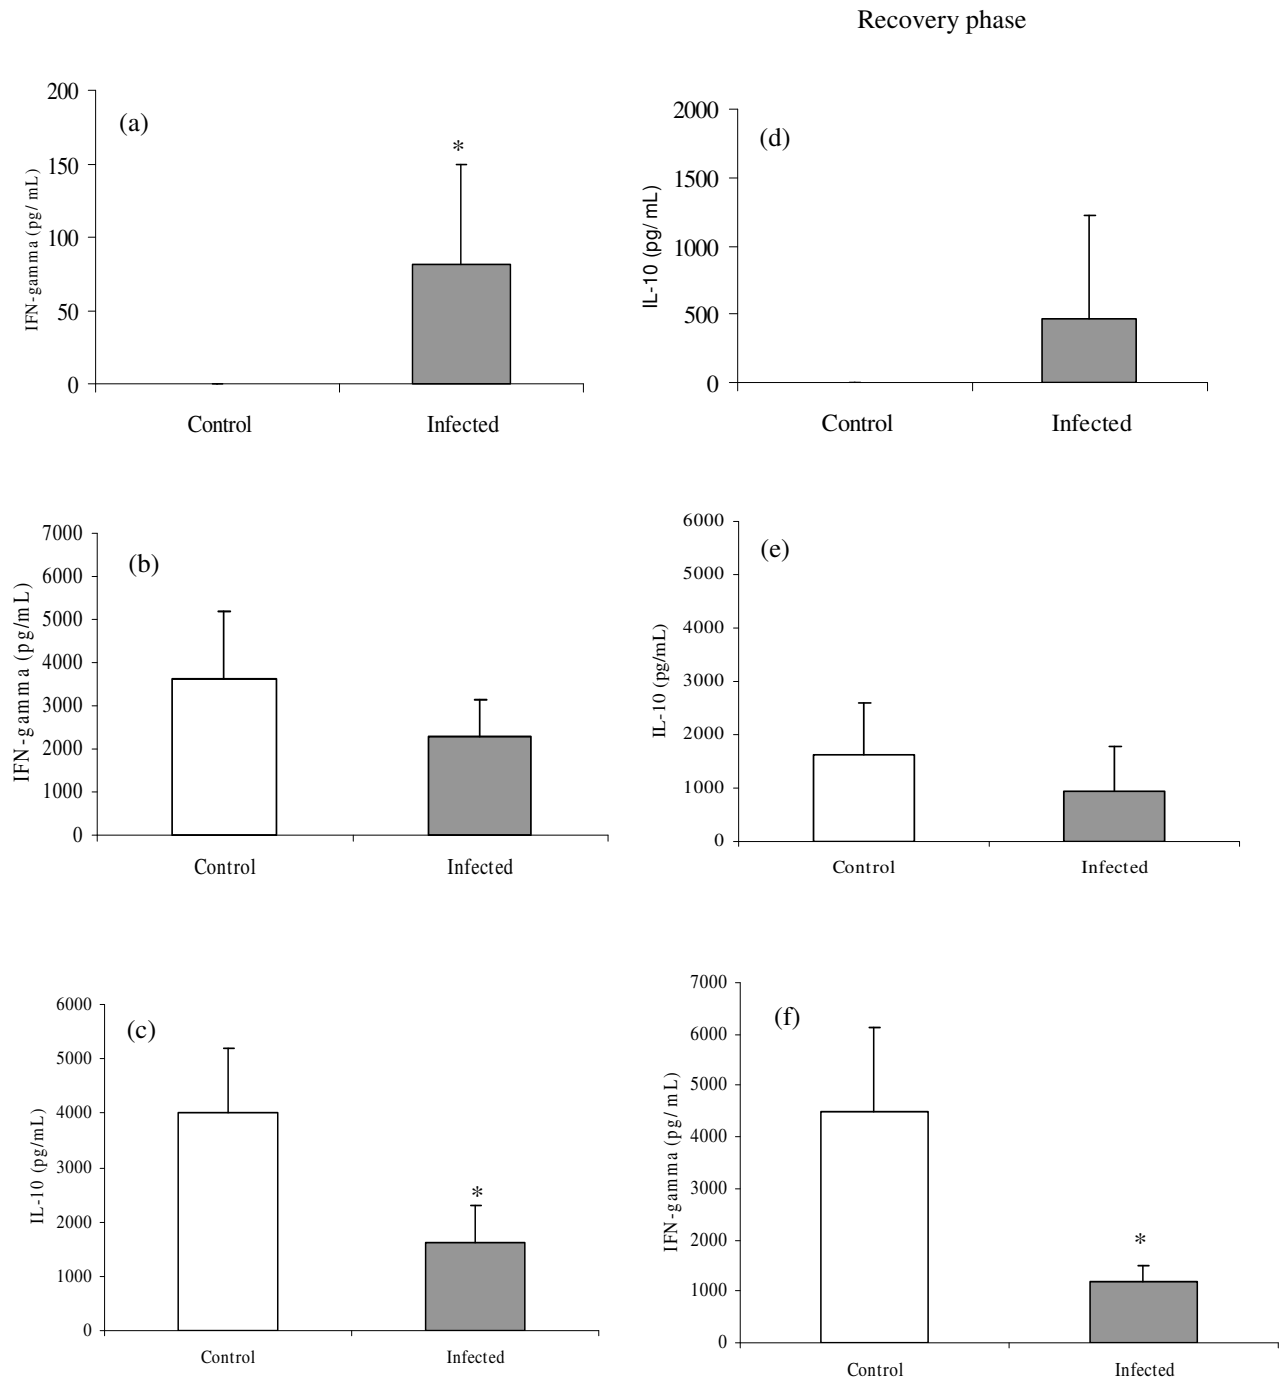 Recovery phase
(a)
IFN-gamma (pg/ mL)
200
150
100
50
0
*
Control
Infected
(d)
IL-10 (pg/ mL)
2000
1500
1000
500
0
Control
Infected
(b)
IFN-gamma (pg/mL)
7000
6000
5000
4000
3000
2000
1000
0
Control
Infected
(e)
IL-10 (pg/mL)
6000
5000
4000
3000
2000
1000
0
Control
Infected
(c)
IL-10 (pg/mL)
6000
5000
4000
3000
2000
1000
0
*
Control
Infected
(f)
IFN-gamma (pg/ mL)
7000
6000
5000
4000
3000
2000
1000
0
*
Control
Infected